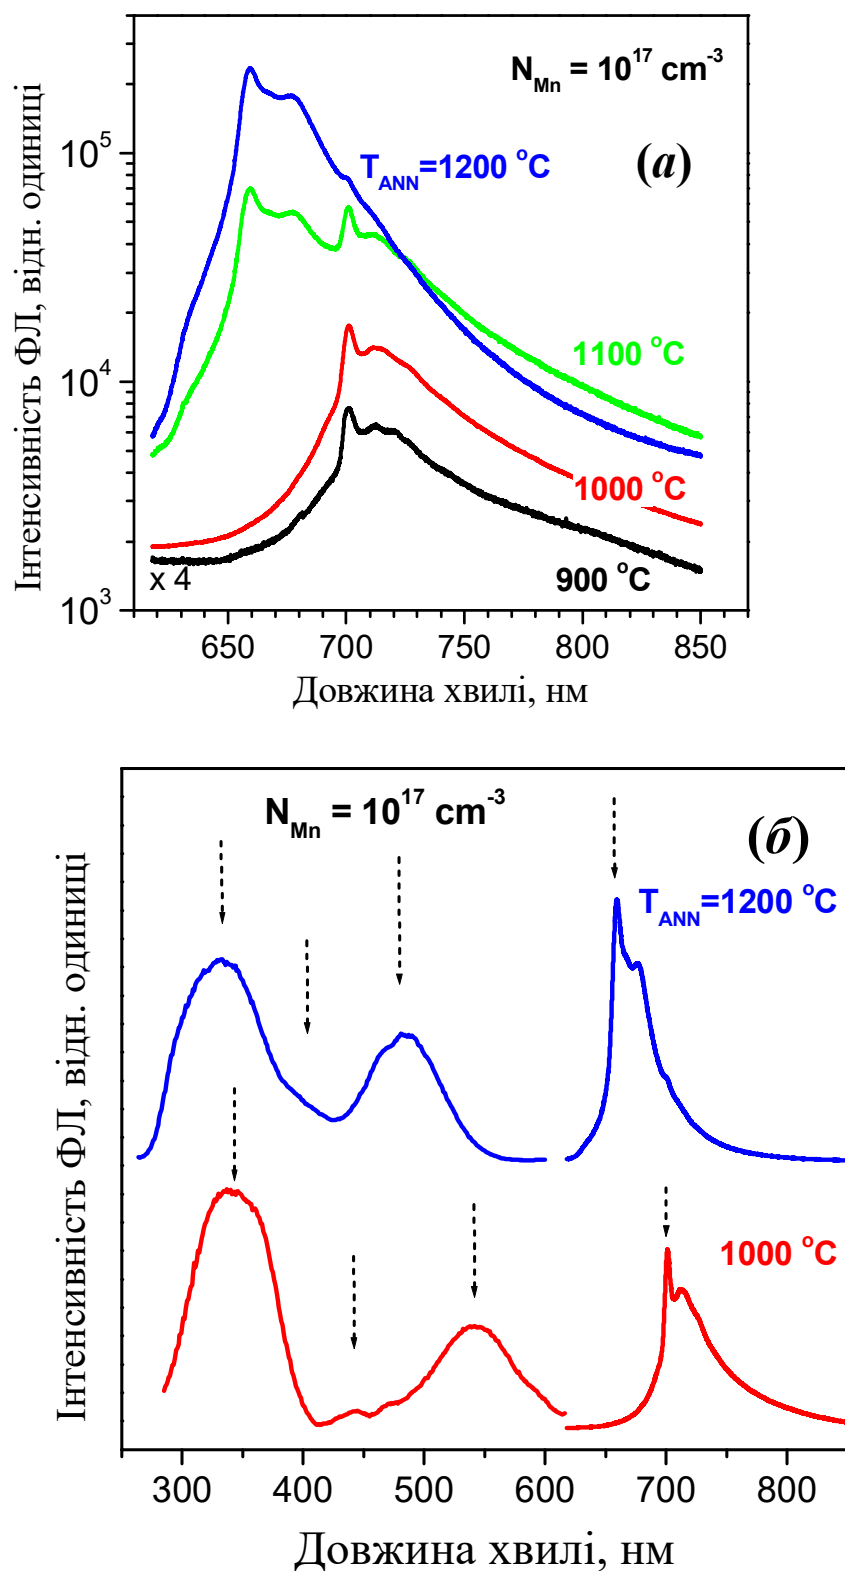 Інтенсивність ФЛ, відн. одиниці
N_Mn = 10^17 cm^-3
(а)
T_ANN=1200 °C
1100 °C
1000 °C
900 °C
x 4
10^5
10^4
10^3
650 700 750 800 850
Довжина хвилі, нм
Інтенсивність ФЛ, відн. одиниці
N_Mn = 10^17 cm^-3
(б)
T_ANN=1200 °C
1000 °C
300 400 500 600 700 800
Довжина хвилі, нм